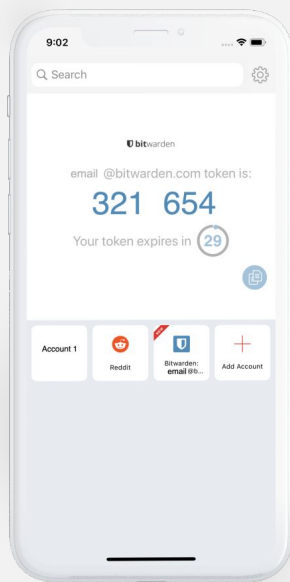 9:02
Search
bitwarden
email @bitwarden.com token is:
321 654
Your token expires in 29
Account 1
Reddit
NEW
Bitwarden:
email @b...
Add Account